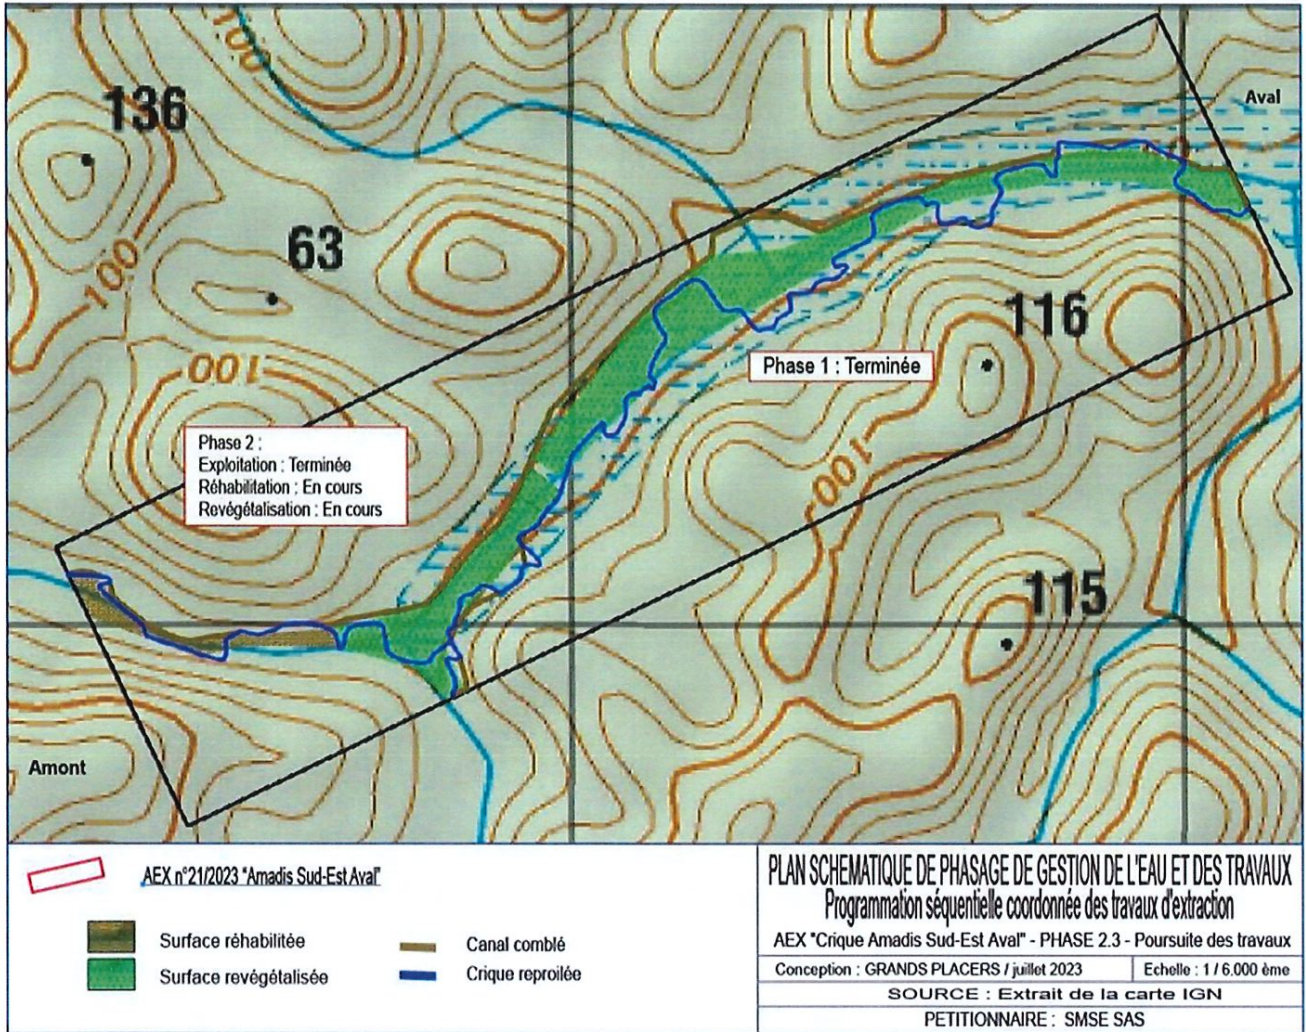 100
136
Aval
63
100
116
Phase 1 : Terminée
100
Phase 2 :
Exploitation : Terminée
Réhabilitation : En cours
Revégétalisation : En cours
100
115
Amont
AEX n°21/2023 "Amadis Sud-Est Aval"
Surface réhabilitée
Canal comblé
Surface revégétalisée
Crique reproilée
PLAN SCHEMATIQUE DE PHASAGE DE GESTION DE L'EAU ET DES TRAVAUX
Programmation séquentielle coordonnée des travaux d'extraction
AEX "Crique Amadis Sud-Est Aval" - PHASE 2.3 - Poursuite des travaux
Conception : GRANDS PLACERS / juillet 2023
Echelle : 1 / 6.000 ème
SOURCE : Extrait de la carte IGN
PETITIONNAIRE : SMSE SAS